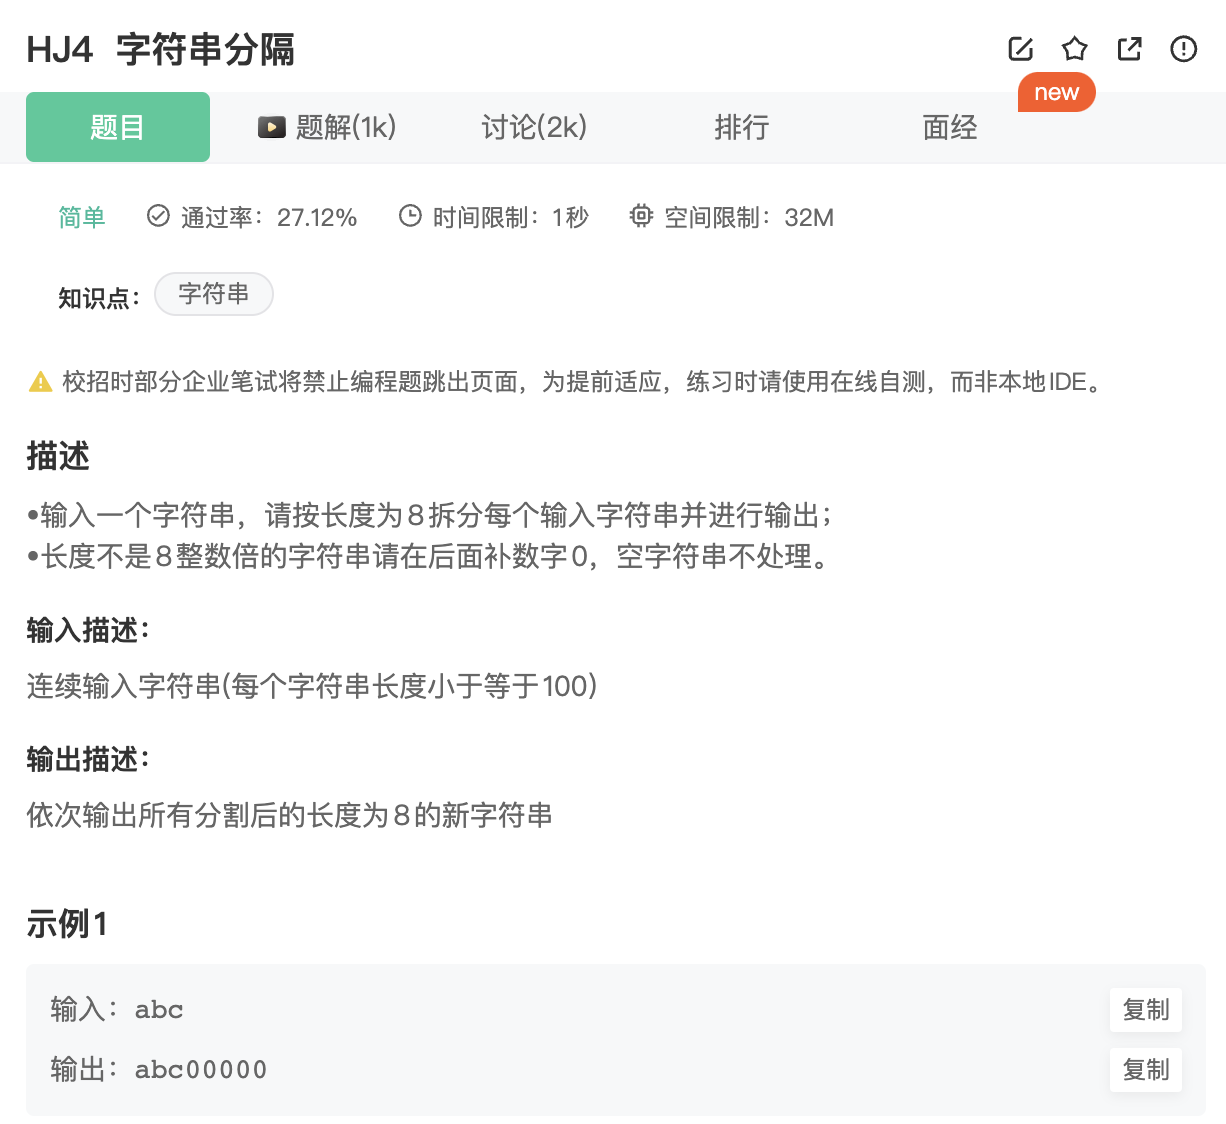 HJ4 字符串分隔
new
题目 题解(1k) 讨论(2k) 排行 面经
简单 通过率：27.12% 时间限制：1秒 空间限制：32M
知识点： 字符串
校招时部分企业笔试将禁止编程题跳出页面，为提前适应，练习时请使用在线自测，而非本地IDE。
描述
•输入一个字符串，请按长度为8拆分每个输入字符串并进行输出；
•长度不是8整数倍的字符串请在后面补数字0，空字符串不处理。
输入描述：
连续输入字符串(每个字符串长度小于等于100)
输出描述：
依次输出所有分割后的长度为8的新字符串
示例1
输入：abc 复制
输出：abc00000 复制